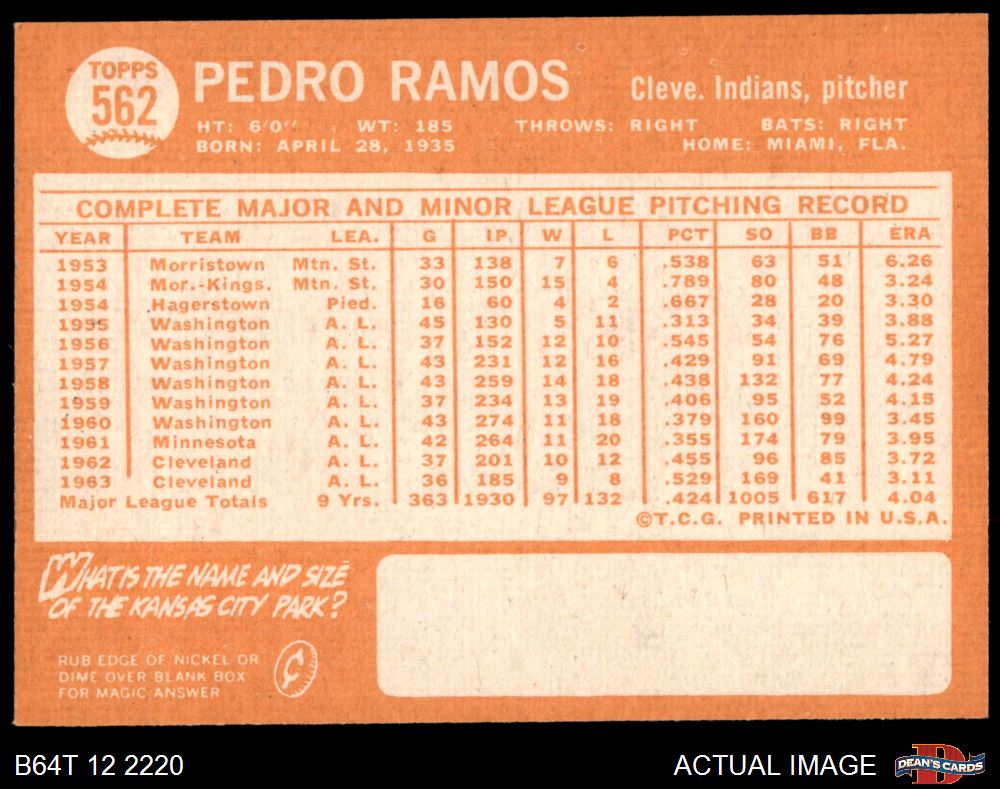 TOPPS
562
PEDRO RAMOS
Cleve. Indians, pitcher
HT: 6'0" WT: 185 THROWS: RIGHT BATS: RIGHT
BORN: APRIL 28, 1935 HOME: MIAMI, FLA.
COMPLETE MAJOR AND MINOR LEAGUE PITCHING RECORD
YEAR TEAM LEA. G IP W L PCT SO BB ERA
1953 Morristown Mtn. St. 33 138 7 6 .538 63 51 6.26
1954 Mor.-Kings. Mtn. St. 30 150 15 4 .789 80 48 3.24
1954 Hagerstown Pied. 16 60 4 2 .667 28 20 3.30
1955 Washington A. L. 45 130 5 11 .313 34 39 3.88
1956 Washington A. L. 37 152 12 10 .545 54 76 5.27
1957 Washington A. L. 43 231 12 16 .429 91 69 4.79
1958 Washington A. L. 43 259 14 18 .438 132 77 4.24
1959 Washington A. L. 37 234 13 19 .406 95 52 4.15
1960 Washington A. L. 43 274 11 18 .379 160 99 3.45
1961 Minnesota A. L. 42 264 11 20 .355 174 79 3.95
1962 Cleveland A. L. 37 201 10 12 .455 96 85 3.72
1963 Cleveland A. L. 36 185 9 8 .529 169 41 3.11
Major League Totals 9 Yrs. 363 1930 97 132 .424 1005 617 4.04
©T.C.G. PRINTED IN U.S.A.
WHAT IS THE NAME AND SIZE
OF THE KANSAS CITY PARK?
RUB EDGE OF NICKEL OR
DIME OVER BLANK BOX
FOR MAGIC ANSWER
¢
B64T 12 2220
ACTUAL IMAGE
D
DEAN'S CARDS